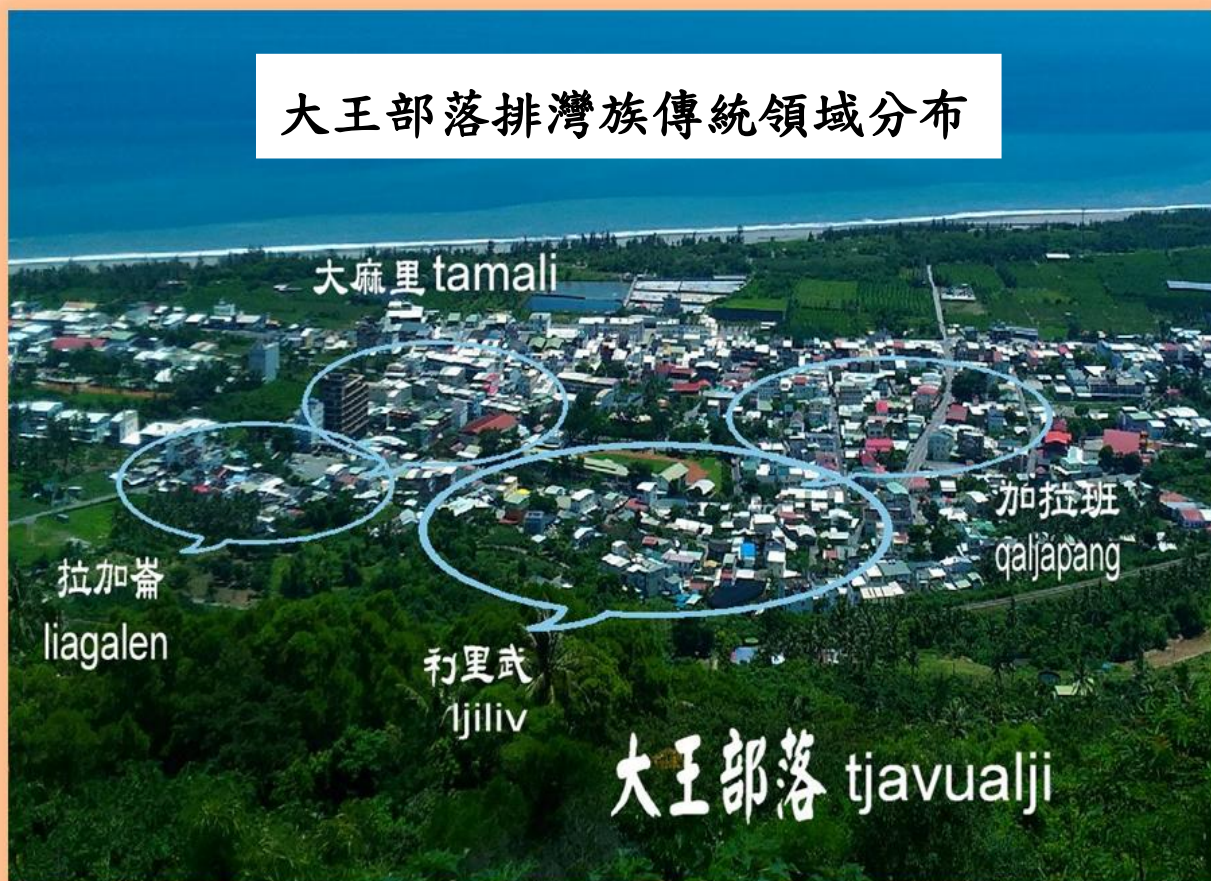 大王部落排灣族傳統領域分布
大麻里 tamali
加拉班
qaljapang
拉加崙
liagalen
利里武
ljiliv
大王部落 tjavualji